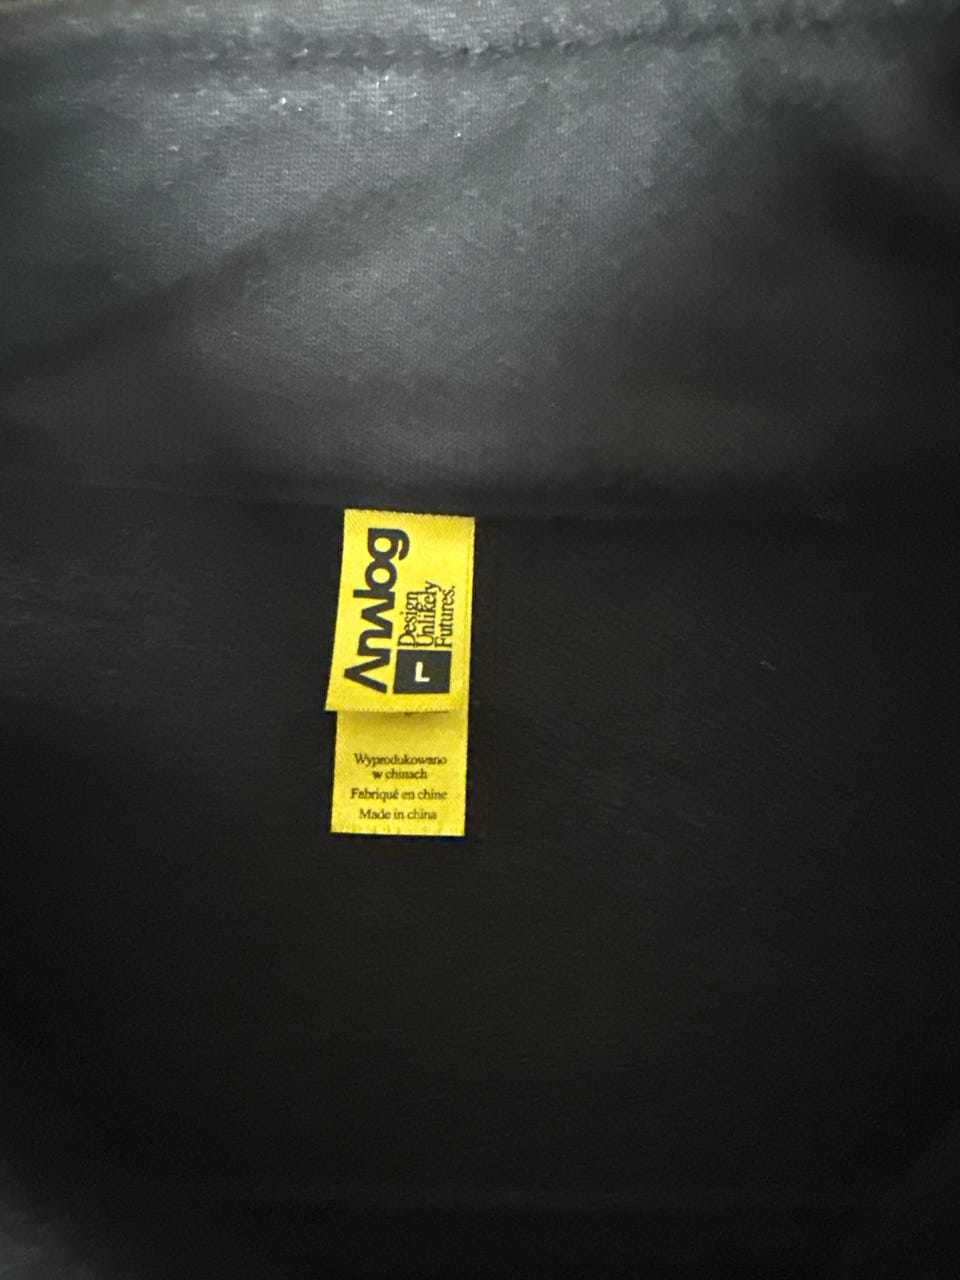 Analog
Design
Unlikely
Futures.
L
Wyprodukowano
w chinach
Fabriqué en chine
Made in china